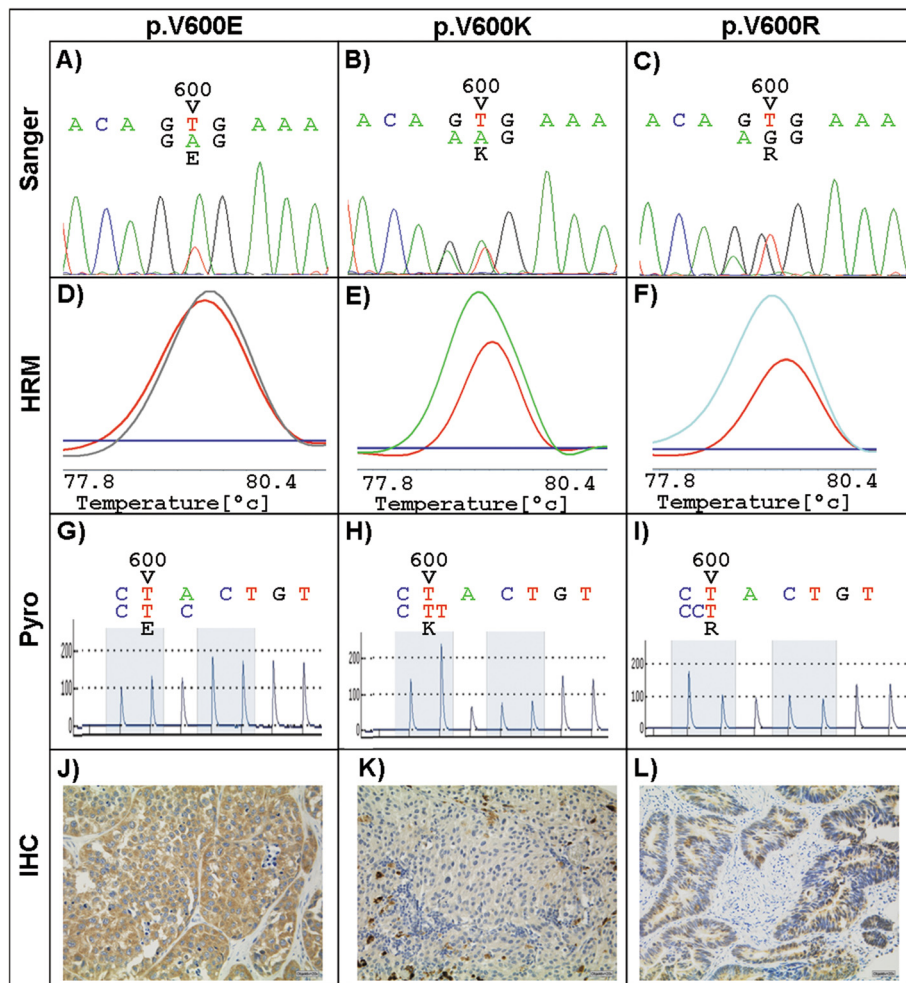 p.V600E p.V600K p.V600R
Sanger
A)
600
V
A C A G T G A A A
G A G
E
B)
600
V
A C A G T G A A A
A A G
K
C)
600
V
A C A G T G A A A
A G G
R
HRM
D)
77.8 80.4
Temperature[°c]
E)
77.8 80.4
Temperature[°c]
F)
77.8 80.4
Temperature[°c]
Pyro
G)
600
V
C T A C T G T
C T C
E
200
100
0
H)
600
V
C T A C T G T
C TT
K
200
100
0
I)
600
V
C T A C T G T
CCT
R
200
100
0
IHC
J)
K)
L)